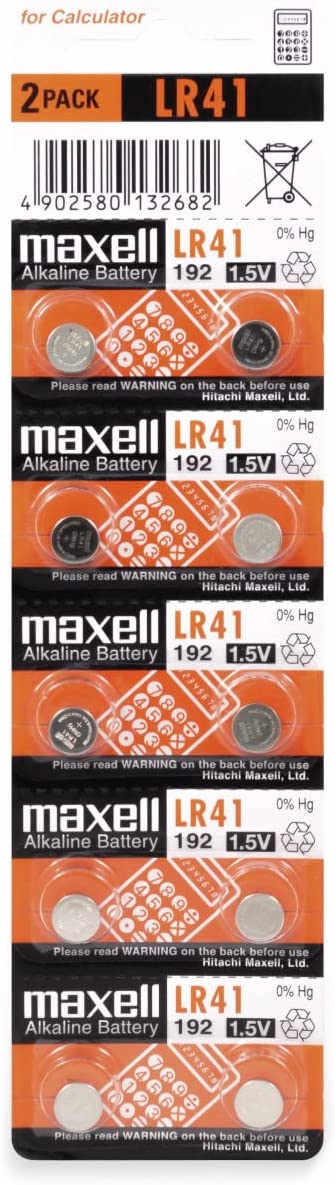 for Calculator
2 PACK LR41
4 902580 132682
maxell LR41 0% Hg
Alkaline Battery 192 1.5V
Please read WARNING on the back before use
Hitachi Maxell, Ltd.
maxell LR41 0% Hg
Alkaline Battery 192 1.5V
Please read WARNING on the back before use
Hitachi Maxell, Ltd.
maxell LR41 0% Hg
Alkaline Battery 192 1.5V
Please read WARNING on the back before use
Hitachi Maxell, Ltd.
maxell LR41 0% Hg
Alkaline Battery 192 1.5V
Please read WARNING on the back before use
Hitachi Maxell, Ltd.
maxell LR41 0% Hg
Alkaline Battery 192 1.5V
Please read WARNING on the back before use
Hitachi Maxell, Ltd.